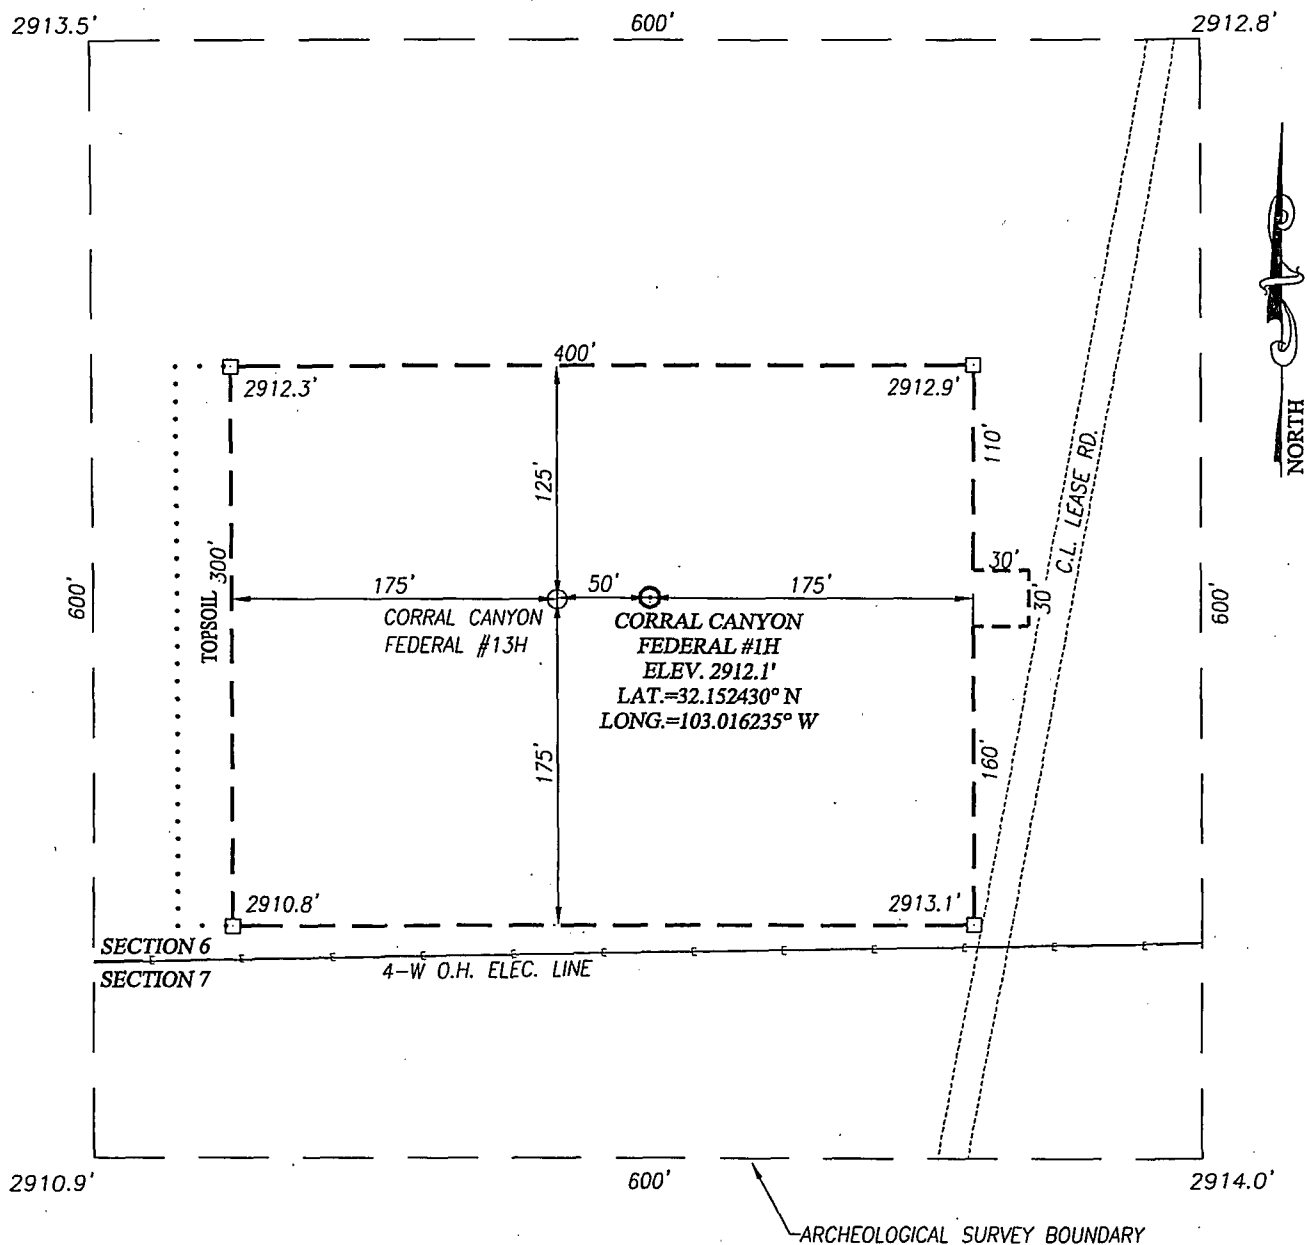 2913.5'
600'
2912.8'
400'
2912.3'
2912.9'
110'
125'
C.L. LEASE RD.
NORTH
600'
TOPSOIL
300'
175'
50'
175'
30'
30'
600'
CORRAL CANYON
FEDERAL #13H
CORRAL CANYON
FEDERAL #1H
ELEV. 2912.1'
LAT.=32.152430° N
LONG.=103.016235° W
175'
160'
2910.8'
2913.1'
SECTION 6
SECTION 7
4-W O.H. ELEC. LINE
2910.9'
600'
2914.0'
ARCHEOLOGICAL SURVEY BOUNDARY